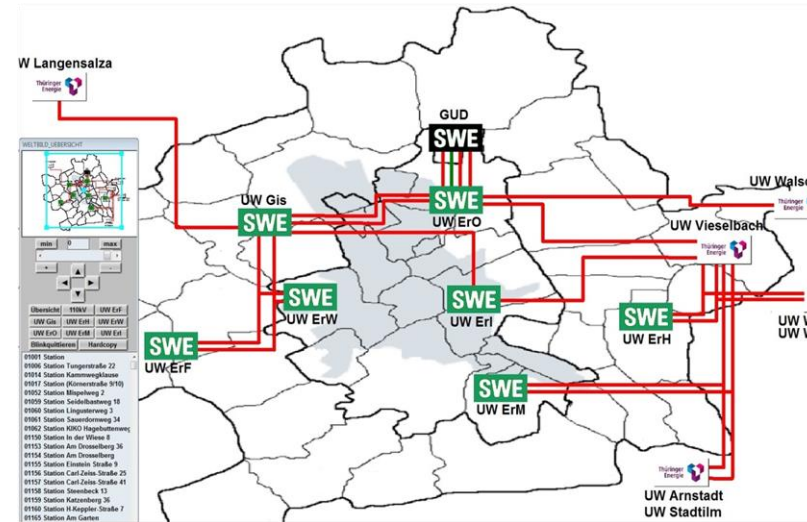 W Langensalza
Thüringer
Energie
WELTBILD_UEBERSICHT
min 0 max
+ -
Übersicht 110kV UW ErF
UW Gis UW ErH UW ErW
UW ErO UW ErM UW ErI
Blinkquittieren Hardcopy
01001 Station
01006 Station Tungerstraße 22
01014 Station Kammwegklause
01017 (Körnerstraße 9/10)
01052 Station Mispelweg 2
01059 Station Seidelbastweg 18
01060 Station Lingusterweg 3
01061 Station Sauerdornweg 34
01062 Station KIKO Hagebuttenweg
01150 Station In der Wiese 8
01153 Station Am Drosselberg 36
01154 Station Am Drosselberg
01155 Station Einstein Straße 9
01156 Station Carl-Zeiss-Straße 25
01157 Station Carl-Zeiss-Straße 41
01158 Station Steenbeck 13
01159 Station Katzenberg 36
01160 Station H-Keppler-Straße 7
01165 Station Am Garten
GUD
SWE
SWE
UW ErO
UW Gis
SWE
SWE
UW ErW
SWE
UW ErF
SWE
UW ErI
SWE
UW ErM
SWE
UW ErH
UW Vieselbach
Thüringer
Energie
UW Wals
Thüringer
Energie
UW
UW
Thüringer
Energie
UW Arnstadt
UW Stadtilm